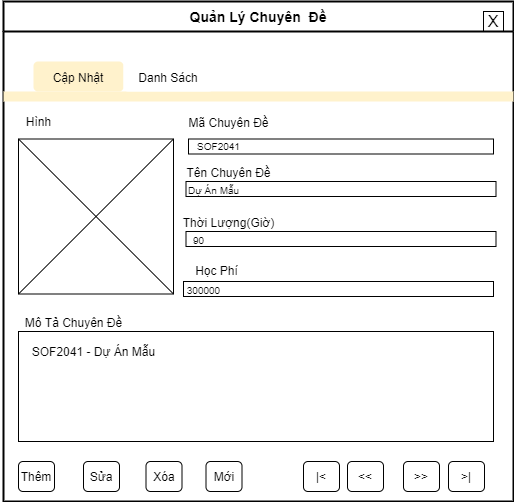 Quản Lý Chuyên Đề
X
Cập Nhật
Danh Sách
Hình
Mã Chuyên Đề
SOF2041
Tên Chuyên Đề
Dự Án Mẫu
Thời Lượng(Giờ)
90
Học Phí
300000
Mô Tả Chuyên Đề
SOF2041 - Dự Án Mẫu
Thêm
Sửa
Xóa
Mới
|<
<<
>>
>|